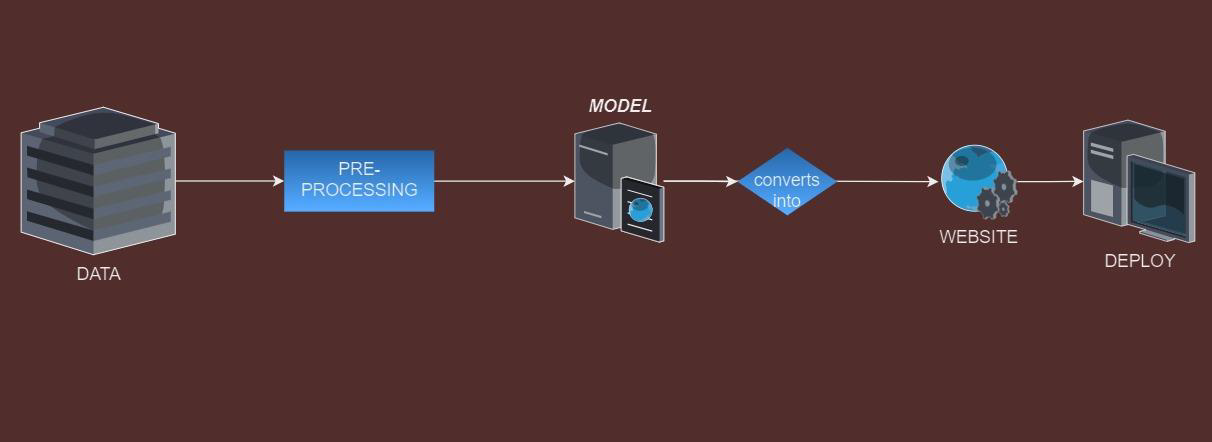 MODEL
PRE-
PROCESSING
converts
into
WEBSITE
DEPLOY
DATA